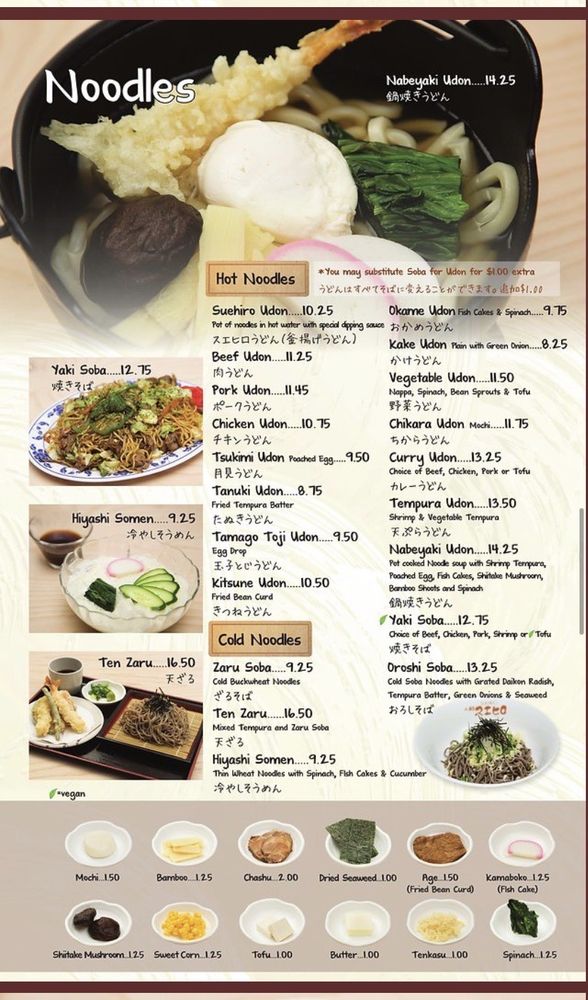 Noodles
Nabeyaki Udon.....14.25
鍋焼きうどん
Hot Noodles
*You may substitute Soba for Udon for $1.00 extra
うどんはすべてそばに変えることができます。追加$1.00
Suehiro Udon.....10.25
Pot of noodles in hot water with special dipping sauce
スエヒロうどん(釜揚げうどん)
Beef Udon.....11.25
肉うどん
Pork Udon.....11.45
ポークうどん
Chicken Udon.....10.75
チキンうどん
Tsukimi Udon Poached Egg.....9.50
月見うどん
Tanuki Udon.....8.75
Fried Tempura Batter
たぬきうどん
Tamago Toji Udon.....9.50
Egg Drop
玉子とじうどん
Kitsune Udon.....10.50
Fried Bean Curd
きつねうどん
Okame Udon Fish Cakes & Spinach.....9.75
おかめうどん
Kake Udon Plain with Green Onion.....8.25
かけうどん
Vegetable Udon.....11.50
Nappa, Spinach, Bean Sprouts & Tofu
野菜うどん
Chikara Udon Mochi.....11.75
ちからうどん
Curry Udon.....13.25
Choice of Beef, Chicken, Pork or Tofu
カレーうどん
Tempura Udon.....13.50
Shrimp & Vegetable Tempura
天ぷらうどん
Nabeyaki Udon.....14.25
Pot cooked Noodle soup with Shrimp Tempura,
Poached Egg, Fish Cakes, Shiitake Mushroom,
Bamboo Shoots and Spinach
鍋焼きうどん
Yaki Soba.....12.75
Choice of Beef, Chicken, Pork, Shrimp or Tofu
焼きそば
Oroshi Soba.....13.25
Cold Soba Noodles with Grated Daikon Radish,
Tempura Batter, Green Onions & Seaweed
おろしそば
スエヒロ
Cold Noodles
Zaru Soba.....9.25
Cold Buckwheat Noodles
ざるそば
Ten Zaru.....16.50
Mixed Tempura and Zaru Soba
天ざる
Hiyashi Somen.....9.25
Thin Wheat Noodles with Spinach, Fish Cakes & Cucumber
冷やしそうめん
Yaki Soba.....12.75
焼きそば
Hiyashi Somen.....9.25
冷やしそうめん
Ten Zaru.....16.50
天ざる
*vegan
Mochi...1.50
Bamboo...1.25
Chashu...2.00
Dried Seaweed...1.00
Age...1.50
(Fried Bean Curd)
Kamaboko...1.25
(Fish Cake)
Shiitake Mushroom...1.25
Sweet Corn...1.25
Tofu...1.00
Butter...1.00
Tenkasu...1.00
Spinach...1.25